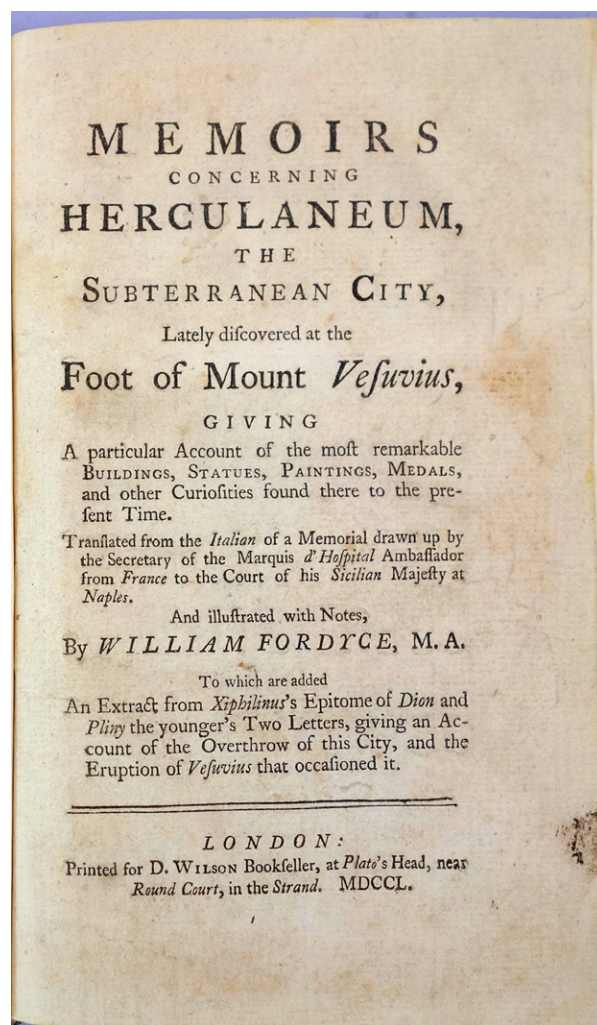 MEMOIRS
CONCERNING
HERCULANEUM,
THE
SUBTERRANEAN CITY,
Lately diſcovered at the
Foot of Mount Veſuvius,
GIVING
A particular Account of the moſt remarkable
BUILDINGS, STATUES, PAINTINGS, MEDALS,
and other Curioſities found there to the pre-
ſent Time.
Tranſlated from the Italian of a Memorial drawn up by
the Secretary of the Marquis d'Hoſpital Ambaſſador
from France to the Court of his Sicilian Majeſty at
Naples.
And illuſtrated with Notes,
By WILLIAM FORDYCE, M.A.
To which are added
An Extract from Xiphilinus's Epitome of Dion and
Pliny the younger's Two Letters, giving an Ac-
count of the Overthrow of this City, and the
Eruption of Veſuvius that occaſioned it.
LONDON:
Printed for D. WILSON Bookſeller, at Plato's Head, near
Round Court, in the Strand. MDCCL.